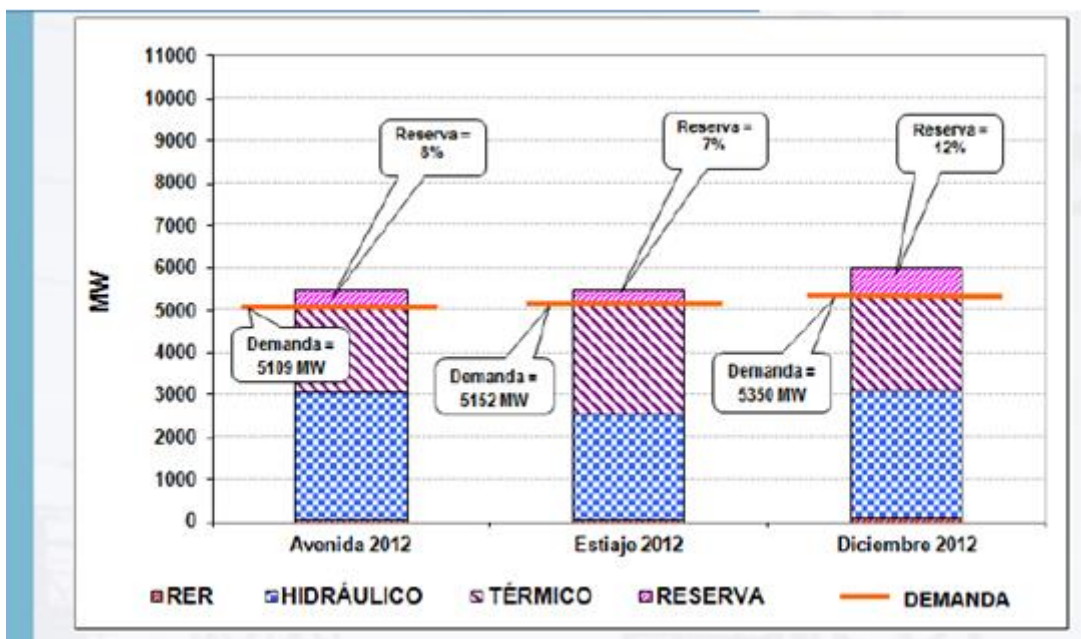 11000
10000
9000
8000
7000
6000
5000
4000
3000
2000
1000
0
MW
Reserva =
8%
Reserva =
7%
Reserva =
12%
Demanda =
5109 MW
Demanda =
5152 MW
Demanda =
5350 MW
Avenida 2012
Estiaje 2012
Diciembre 2012
RER
HIDRÁULICO
TÉRMICO
RESERVA
DEMANDA